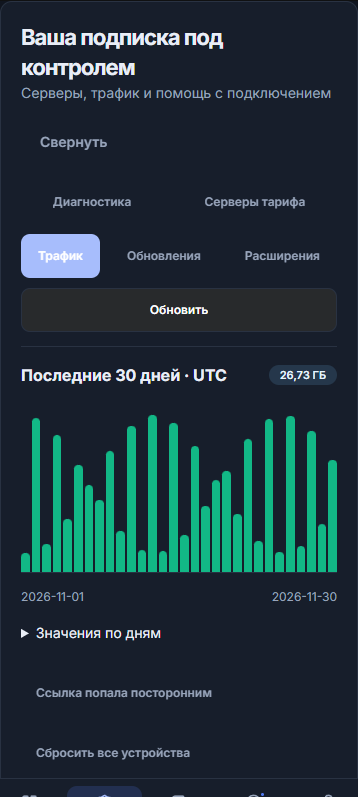 Ваша подписка под
контролем
Серверы, трафик и помощь с подключением
Свернуть
Диагностика Серверы тарифа
Трафик Обновления Расширения
Обновить
Последние 30 дней · UTC 26,73 ГБ
2026-11-01 2026-11-30
▶ Значения по дням
Ссылка попала посторонним
Сбросить все устройства